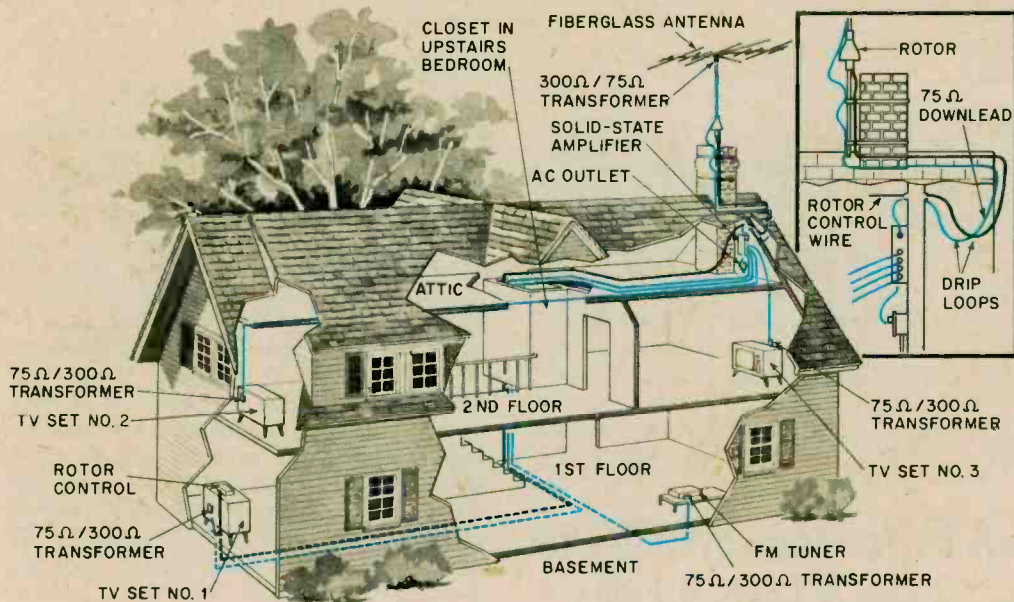 FIBERGLASS ANTENNA
CLOSET IN
UPSTAIRS
BEDROOM
300Ω/75Ω
TRANSFORMER
SOLID-STATE
AMPLIFIER
AC OUTLET
ROTOR
75Ω
DOWNLEAD
ROTOR
CONTROL
WIRE
DRIP
LOOPS
ATTIC
75Ω/300Ω
TRANSFORMER
TV SET NO. 2
2ND FLOOR
75Ω/300Ω
TRANSFORMER
TV SET NO. 3
ROTOR
CONTROL
75Ω/300Ω
TRANSFORMER
TV SET NO. 1
1ST FLOOR
BASEMENT
FM TUNER
75Ω/300Ω TRANSFORMER